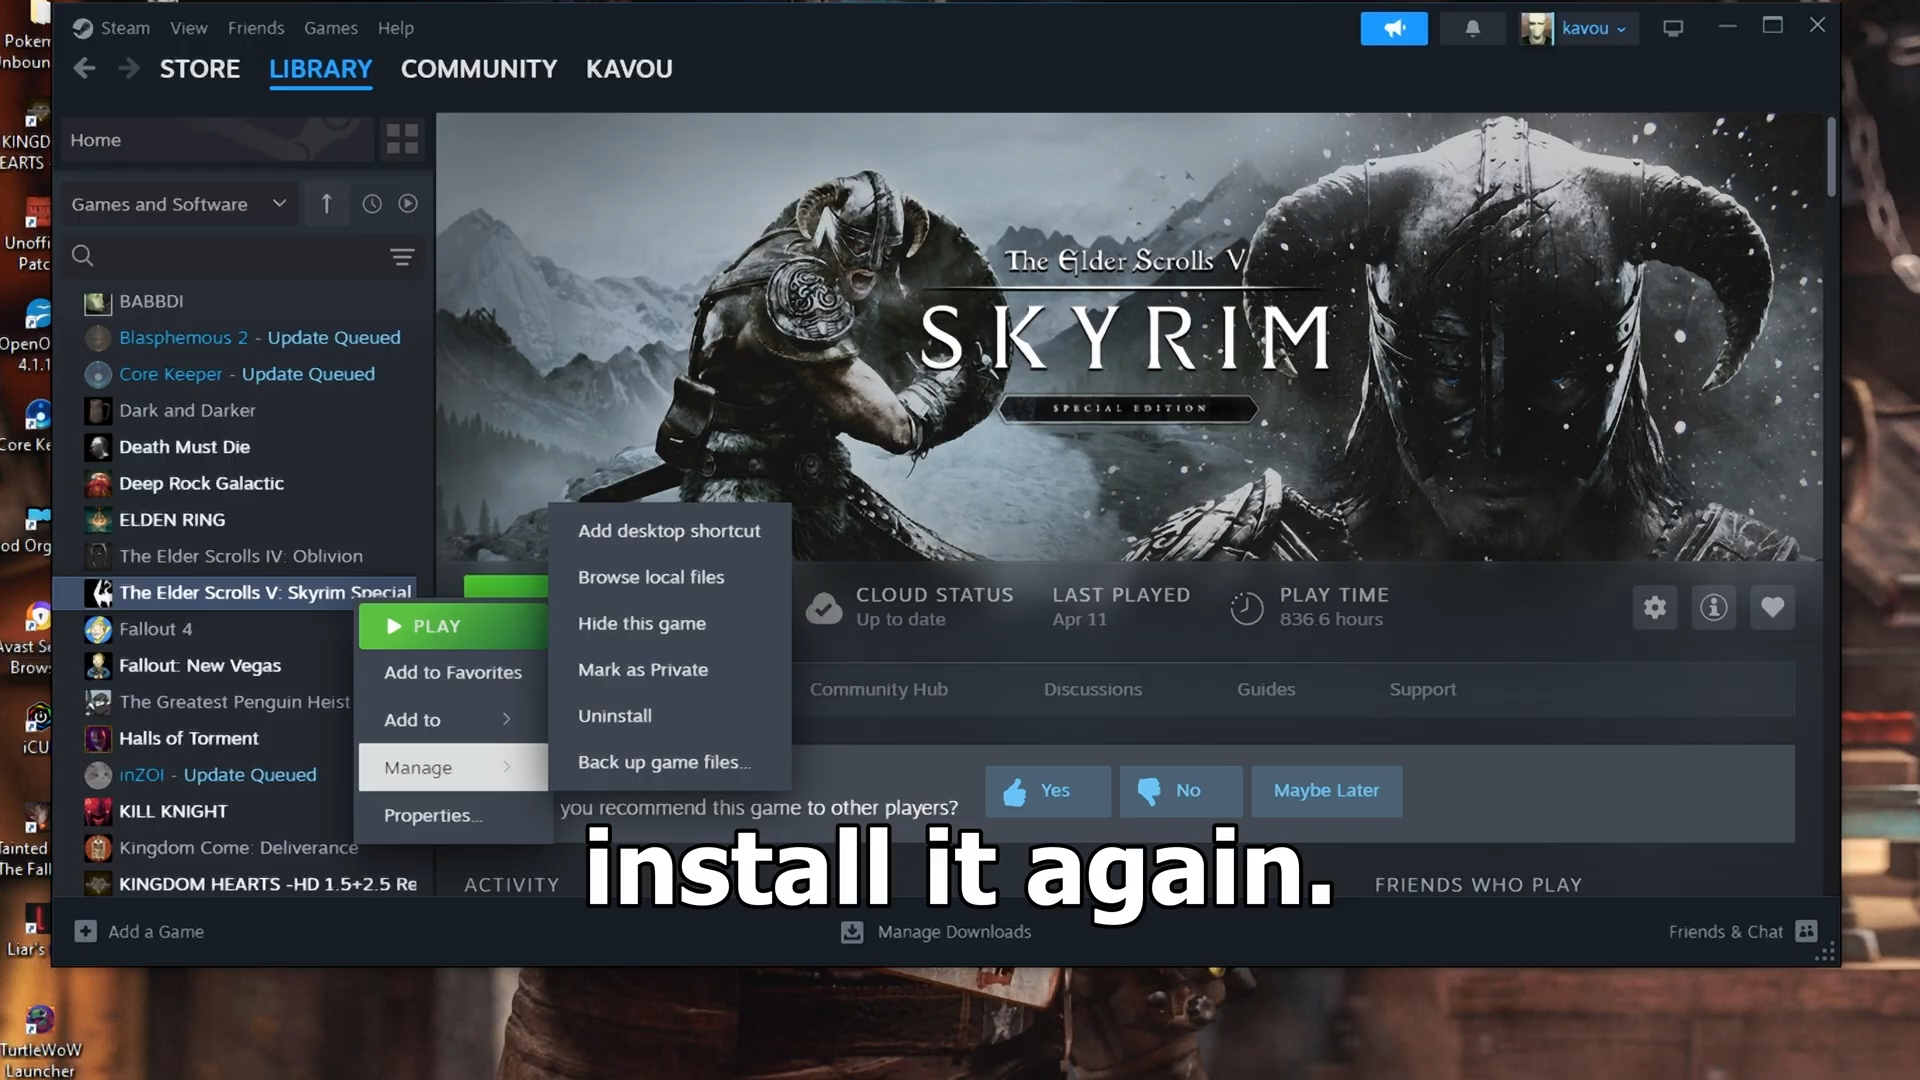 Steam View Friends Games Help
kavou
STORE LIBRARY COMMUNITY KAVOU
Home
Games and Software
BABBDI
Blasphemous 2 - Update Queued
Core Keeper - Update Queued
Dark and Darker
Death Must Die
Deep Rock Galactic
ELDEN RING
The Elder Scrolls IV: Oblivion
The Elder Scrolls V: Skyrim Special
Fallout 4
Fallout: New Vegas
The Greatest Penguin Heist
Halls of Torment
inZOI - Update Queued
KILL KNIGHT
Kingdom Come: Deliverance
KINGDOM HEARTS -HD 1.5+2.5 Re
The Elder Scrolls V
SKYRIM
SPECIAL EDITION
PLAY
Add to Favorites
Add to
Manage
Properties...
Add desktop shortcut
Browse local files
Hide this game
Mark as Private
Uninstall
Back up game files...
CLOUD STATUS
Up to date
LAST PLAYED
Apr 11
PLAY TIME
836.6 hours
Community Hub Discussions Guides Support
you recommend this game to other players?
Yes No Maybe Later
ACTIVITY
FRIENDS WHO PLAY
install it again.
Add a Game
Manage Downloads
Friends & Chat
Pokem
Unboun
KINGD
EARTS
Unoffi
Patc
OpenO
4.1.1
Core Ke
od Org
Avast Se
Brows
iCU
Tainted
The Fall
Liar's
TurtleWoW
Launcher